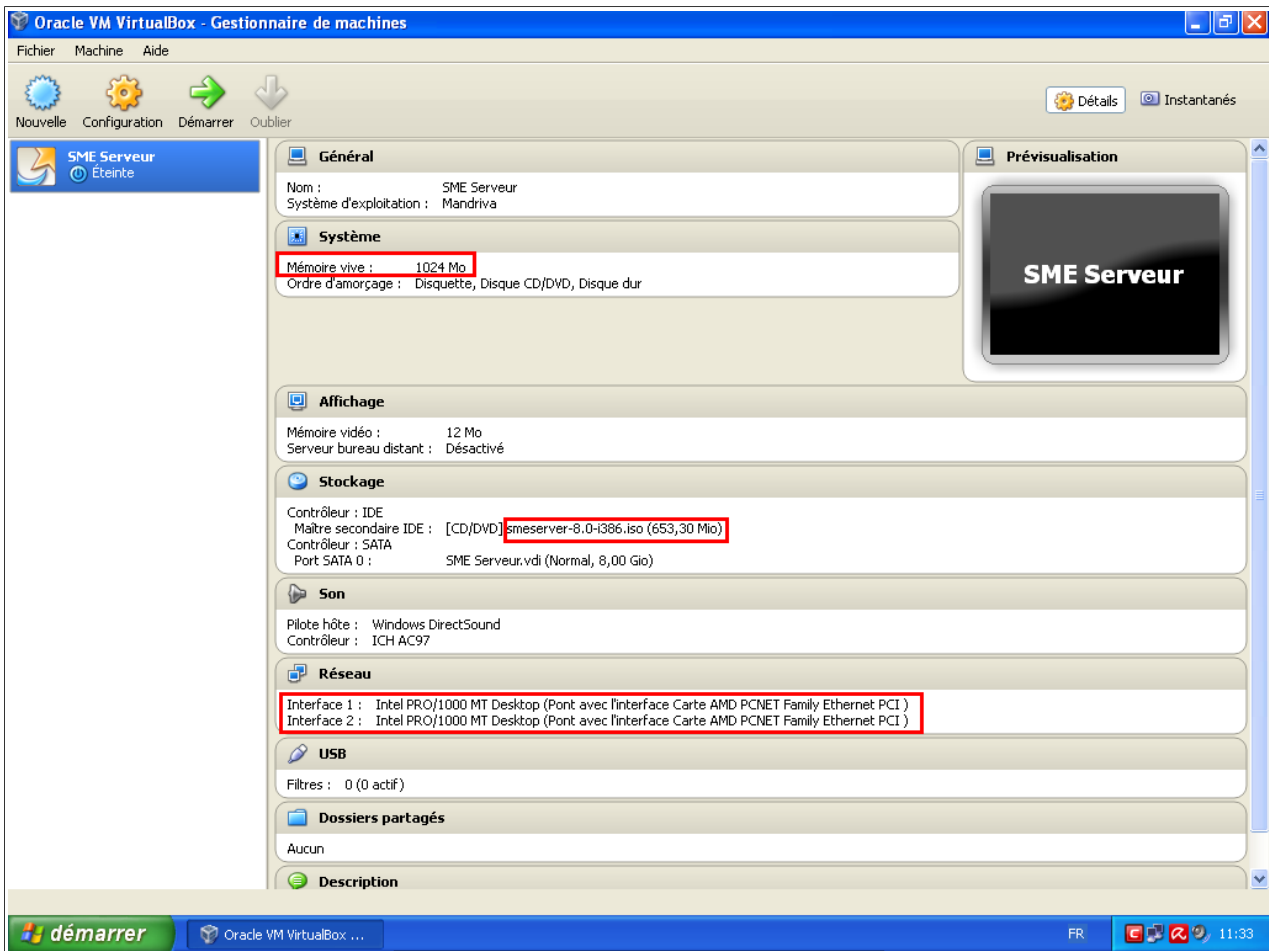 Oracle VM VirtualBox - Gestionnaire de machines
Fichier Machine Aide
Nouvelle Configuration Démarrer Oublier
Détails Instantanés
SME Serveur
Éteinte
Général
Nom : SME Serveur
Système d'exploitation : Mandriva
Système
Mémoire vive : 1024 Mo
Ordre d'amorçage : Disquette, Disque CD/DVD, Disque dur
Prévisualisation
SME Serveur
Affichage
Mémoire vidéo : 12 Mo
Serveur bureau distant : Désactivé
Stockage
Contrôleur : IDE
Maître secondaire IDE : [CD/DVD] smeserver-8.0-i386.iso (653,30 Mio)
Contrôleur : SATA
Port SATA 0 : SME Serveur.vdi (Normal, 8,00 Gio)
Son
Pilote hôte : Windows DirectSound
Contrôleur : ICH AC97
Réseau
Interface 1 : Intel PRO/1000 MT Desktop (Pont avec l'interface Carte AMD PCNET Family Ethernet PCI )
Interface 2 : Intel PRO/1000 MT Desktop (Pont avec l'interface Carte AMD PCNET Family Ethernet PCI )
USB
Filtres : 0 (0 actif)
Dossiers partagés
Aucun
Description
démarrer Oracle VM VirtualBox ... FR 11:33